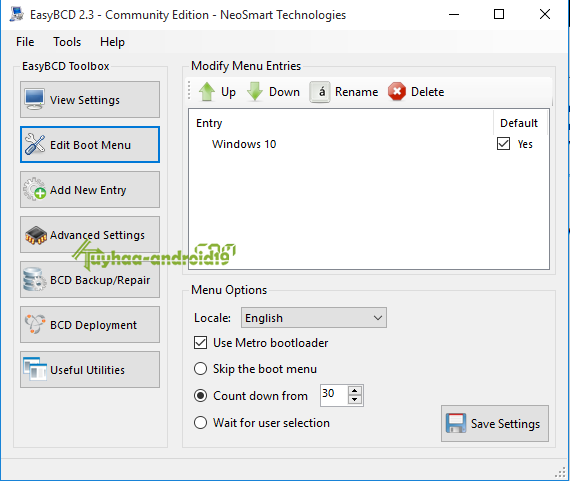 EasyBCD 2.3 - Community Edition - NeoSmart Technologies
File Tools Help
EasyBCD Toolbox
View Settings
Edit Boot Menu
Add New Entry
Advanced Settings
BCD Backup/Repair
BCD Deployment
Useful Utilities
Modify Menu Entries
Up Down á Rename Delete
Entry Default
Windows 10 Yes
Menu Options
Locale: English
Use Metro bootloader
Skip the boot menu
Count down from 30
Wait for user selection
Save Settings
kuyhaa-android19
.COM